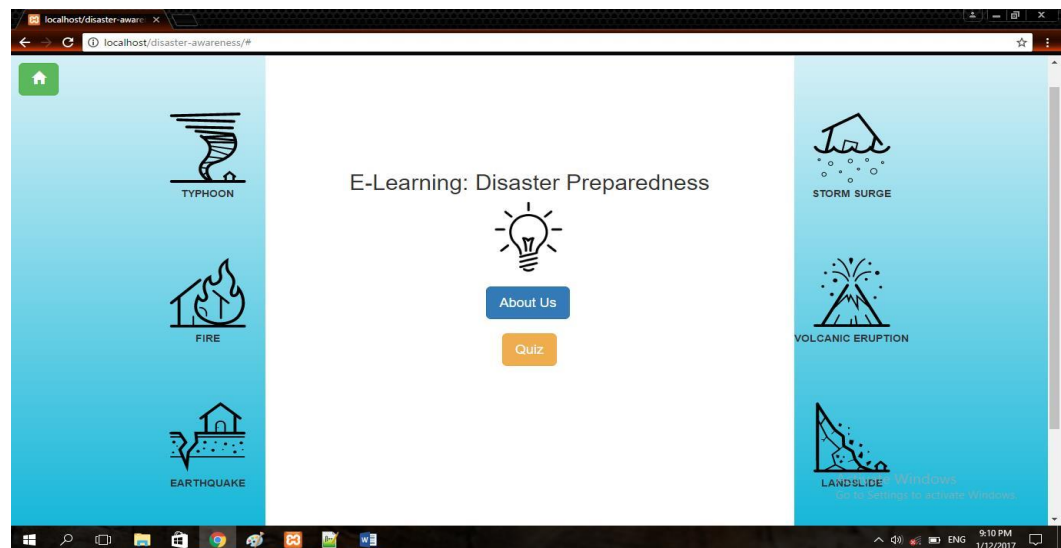 localhost/disaster-aware
localhost/disaster-awareness/#
TYPHOON
FIRE
EARTHQUAKE
E-Learning: Disaster Preparedness
About Us
Quiz
STORM SURGE
VOLCANIC ERUPTION
LANDSLIDE
Windows
Go to Settings to activate Windows.
ENG
9:10 PM
1/12/2017